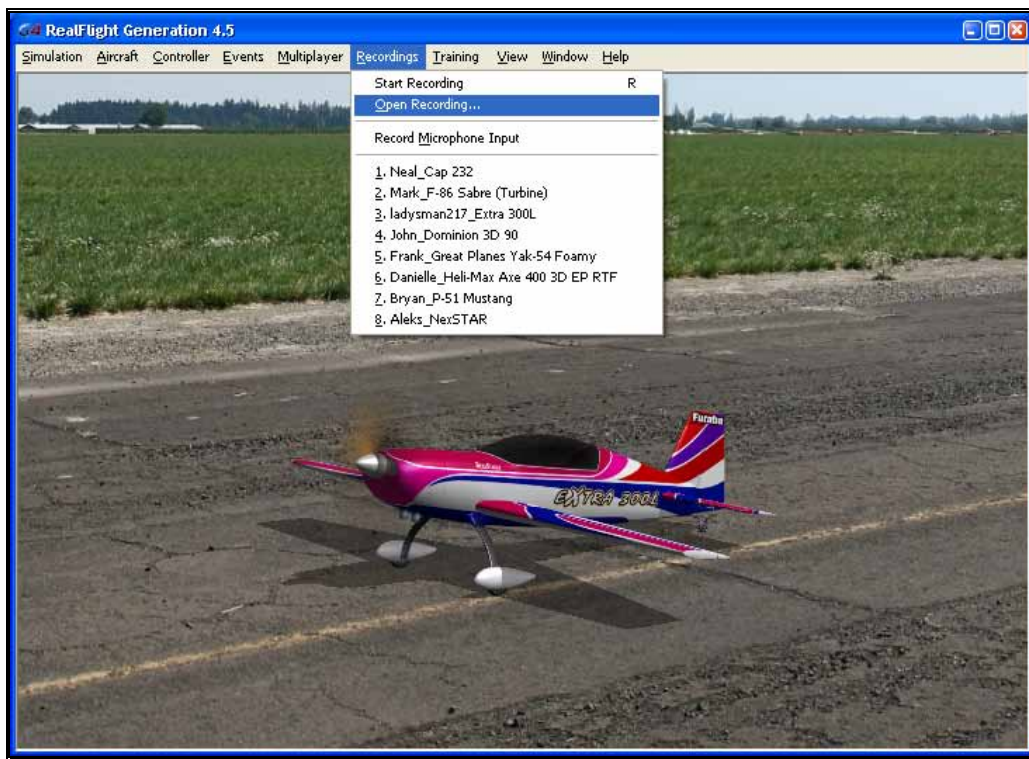 G4 RealFlight Generation 4.5
Simulation Aircraft Controller Events Multiplayer Recordings Training View Window Help
Start Recording R
Open Recording...
Record Microphone Input
1. Neal_Cap 232
2. Mark_F-86 Sabre (Turbine)
3. ladysman217_Extra 300L
4. John_Dominion 3D 90
5. Frank_Great Planes Yak-54 Foamy
6. Danielle_Heli-Max Axe 400 3D EP RTF
7. Bryan_P-51 Mustang
8. Aleks_NexSTAR
Futaba
EXTRA 300L